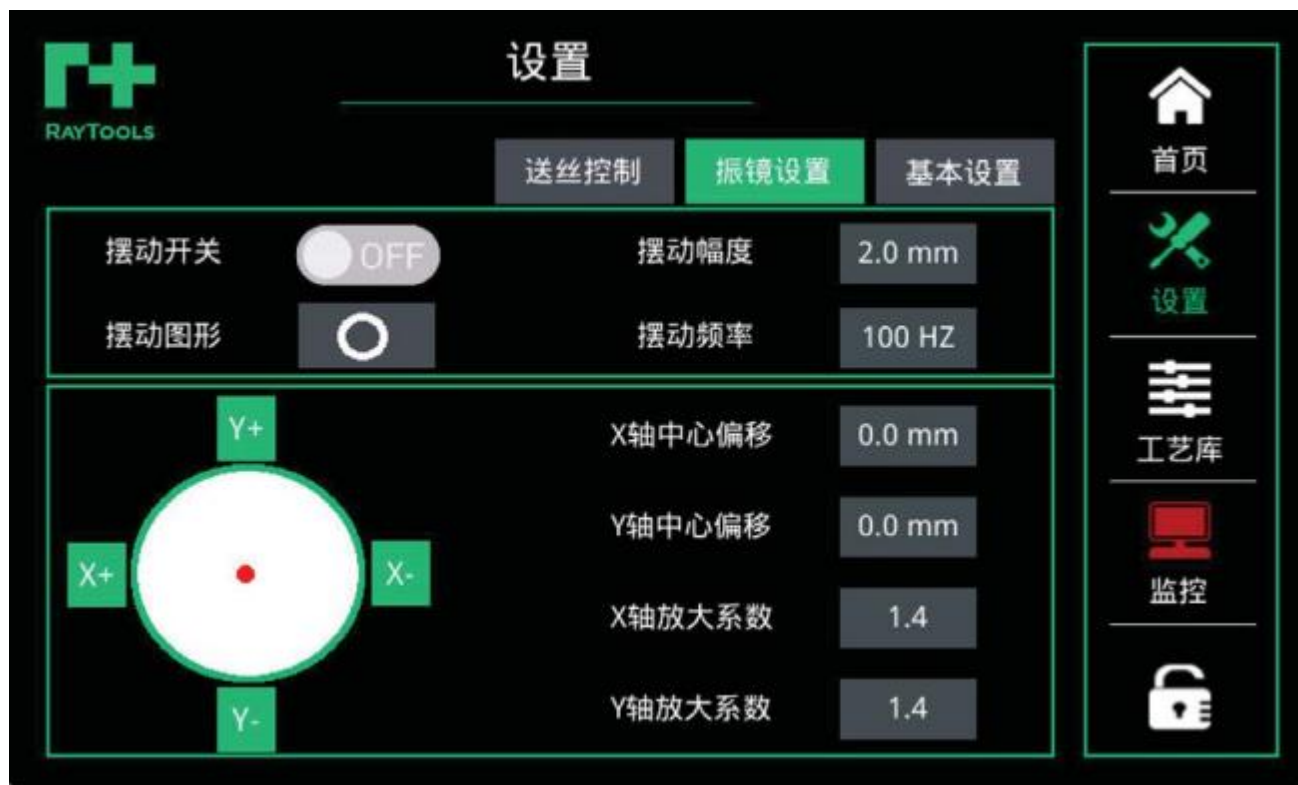 设置
RAYTOOLS
送丝控制 振镜设置 基本设置
摆动开关 OFF 摆动幅度 2.0 mm
摆动图形 摆动频率 100 HZ
Y+
X+
X-
Y-
X轴中心偏移 0.0 mm
Y轴中心偏移 0.0 mm
X轴放大系数 1.4
Y轴放大系数 1.4
首页
设置
工艺库
监控